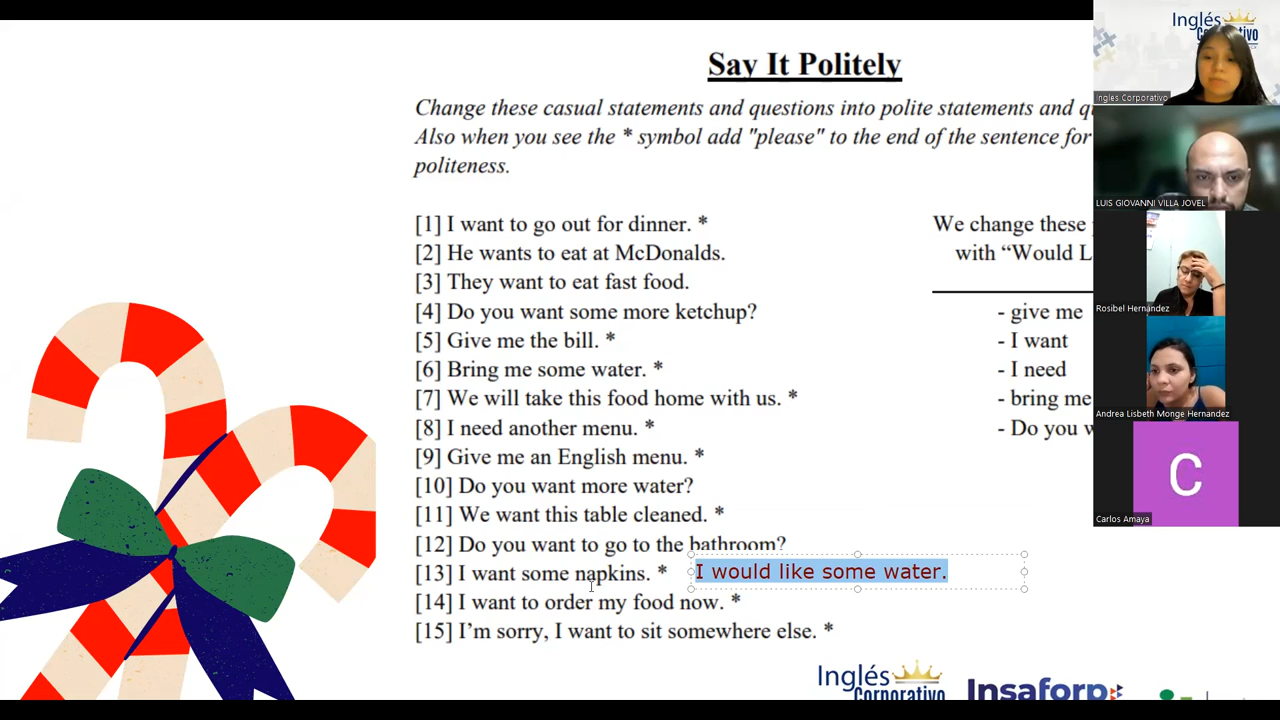 Say It Politely
Change these casual statements and questions into polite statements and qu
Also when you see the * symbol add "please" to the end of the sentence for
politeness.
[1] I want to go out for dinner. *
[2] He wants to eat at McDonalds.
[3] They want to eat fast food.
[4] Do you want some more ketchup?
[5] Give me the bill. *
[6] Bring me some water. *
[7] We will take this food home with us. *
[8] I need another menu. *
[9] Give me an English menu. *
[10] Do you want more water?
[11] We want this table cleaned. *
[12] Do you want to go to the bathroom?
[13] I want some napkins. *
I would like some water.
[14] I want to order my food now. *
[15] I'm sorry, I want to sit somewhere else. *
We change these
with "Would L
- give me
- I want
- I need
- bring me
- Do you w
Inglés
Corporativo
Insaforp
Inglés
Ingles Corporativo
LUIS GIOVANNI VILLA JOVEL
Rosibel Hernandez
Andrea Lisbeth Monge Hernandez
C
Carlos Amaya